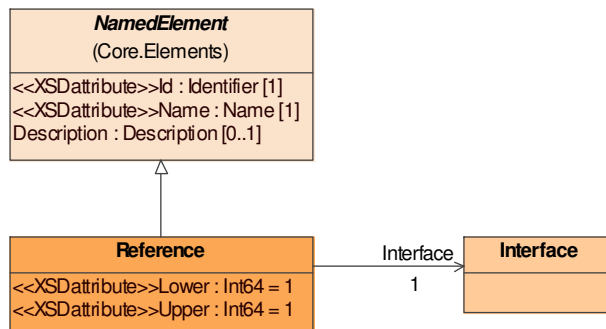 NamedElement
(Core.Elements)
<<XSDattribute>>Id : Identifier [1]
<<XSDattribute>>Name : Name [1]
Description : Description [0..1]
Reference
<<XSDattribute>>Lower : Int64 = 1
<<XSDattribute>>Upper : Int64 = 1
Interface
1
Interface